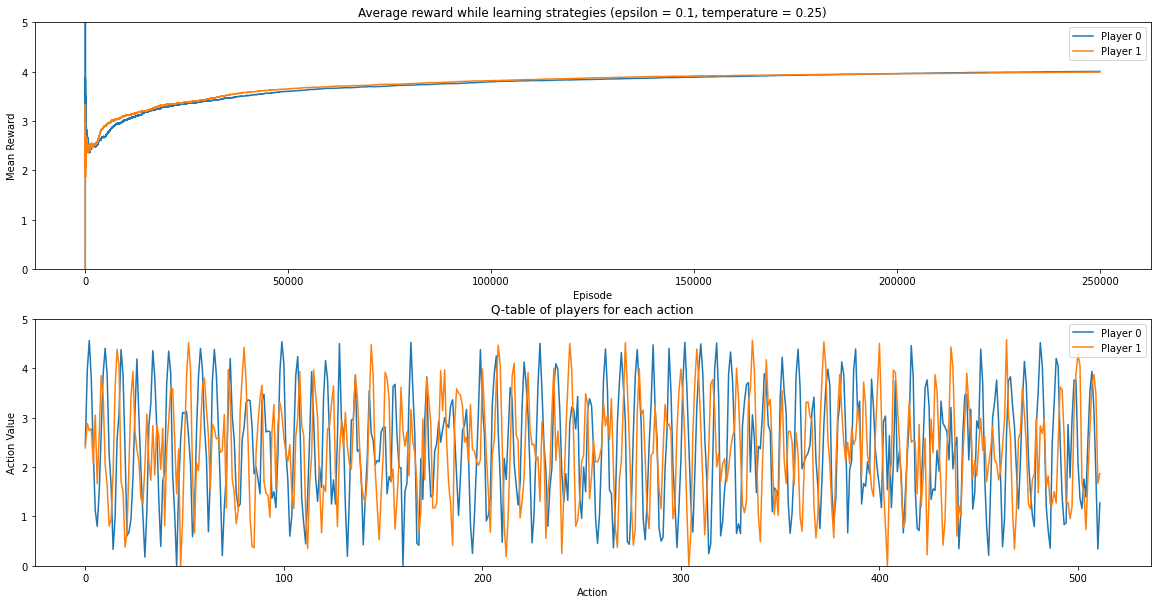 Average reward while learning strategies (epsilon = 0.1, temperature = 0.25)
5
4
3
2
1
0
Mean Reward
Player 0
Player 1
0
50000
100000
150000
200000
250000
Episode
Q-table of players for each action
5
4
3
2
1
0
Action Value
Player 0
Player 1
0
100
200
300
400
500
Action